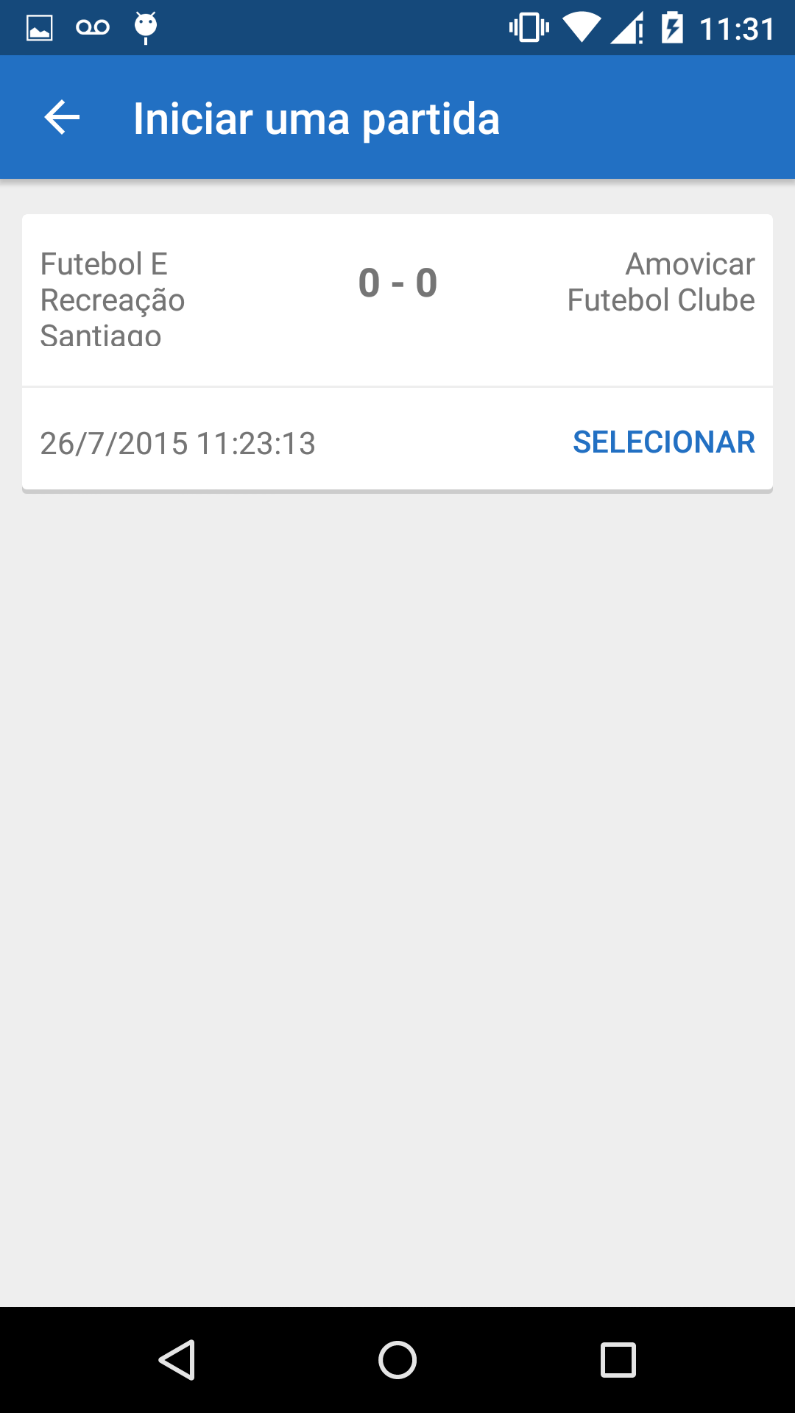 11:31
Iniciar uma partida
Futebol E
Recreação
Santiago
0 - 0
Amovicar
Futebol Clube
26/7/2015 11:23:13
SELECIONAR